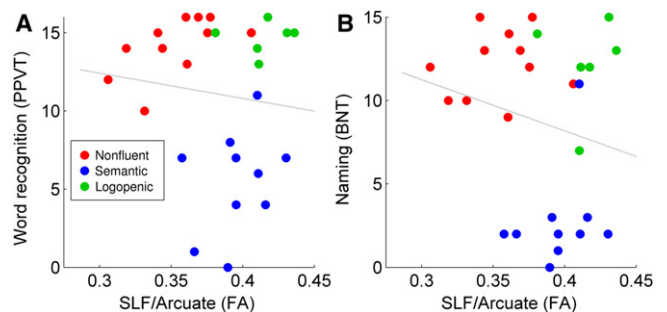 A
B
Word recognition (PPVT)
15
10
5
0
Nonfluent
Semantic
Logopenic
0.3 0.35 0.4 0.45
SLF/Arcuate (FA)
Naming (BNT)
15
10
5
0
0.3 0.35 0.4 0.45
SLF/Arcuate (FA)